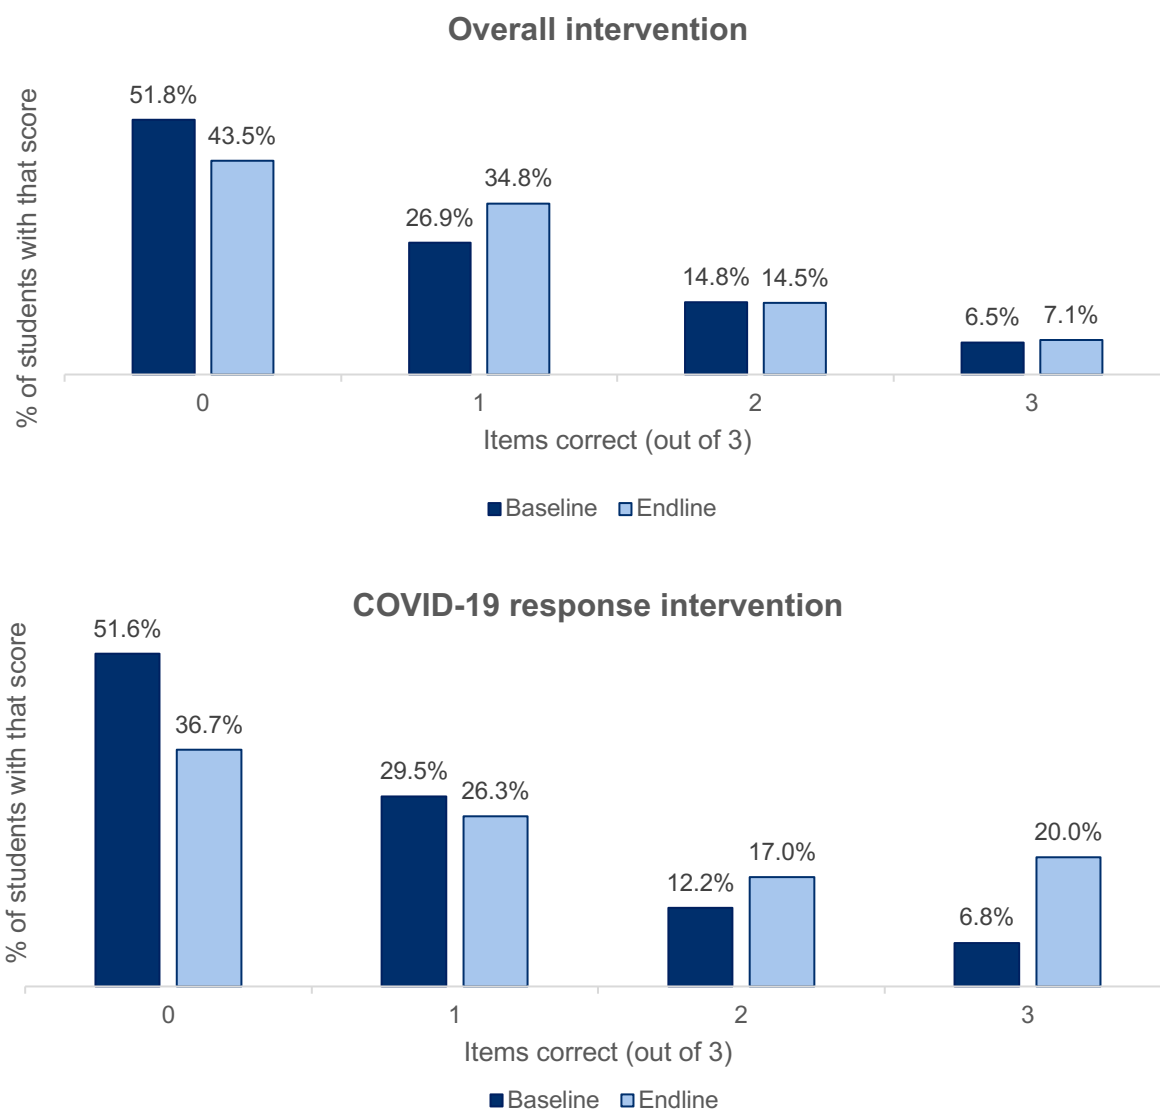 Overall intervention
% of students with that score
51.8%
43.5%
26.9%
34.8%
14.8%
14.5%
6.5%
7.1%
0
1
2
3
Items correct (out of 3)
Baseline
Endline
COVID-19 response intervention
% of students with that score
51.6%
36.7%
29.5%
26.3%
12.2%
17.0%
6.8%
20.0%
0
1
2
3
Items correct (out of 3)
Baseline
Endline